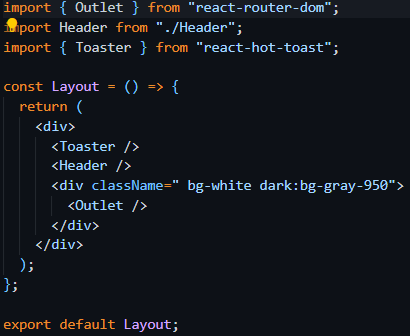 import { Outlet } from "react-router-dom";
import Header from "./Header";
import { Toaster } from "react-hot-toast";

const Layout = () => {
  return (
    <div>
      <Toaster />
      <Header />
      <div className=" bg-white dark:bg-gray-950">
        <Outlet />
      </div>
    </div>
  );
};

export default Layout;